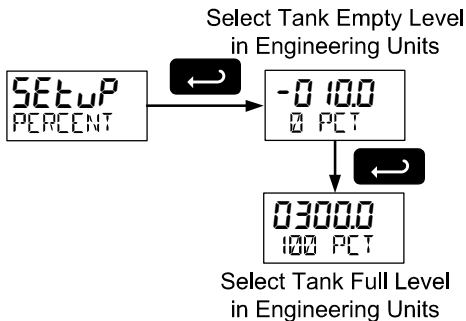 Select Tank Empty Level
in Engineering Units
SEtuP
PERCENT
-010.0
0 PCT
0300.0
100 PCT
Select Tank Full Level
in Engineering Units